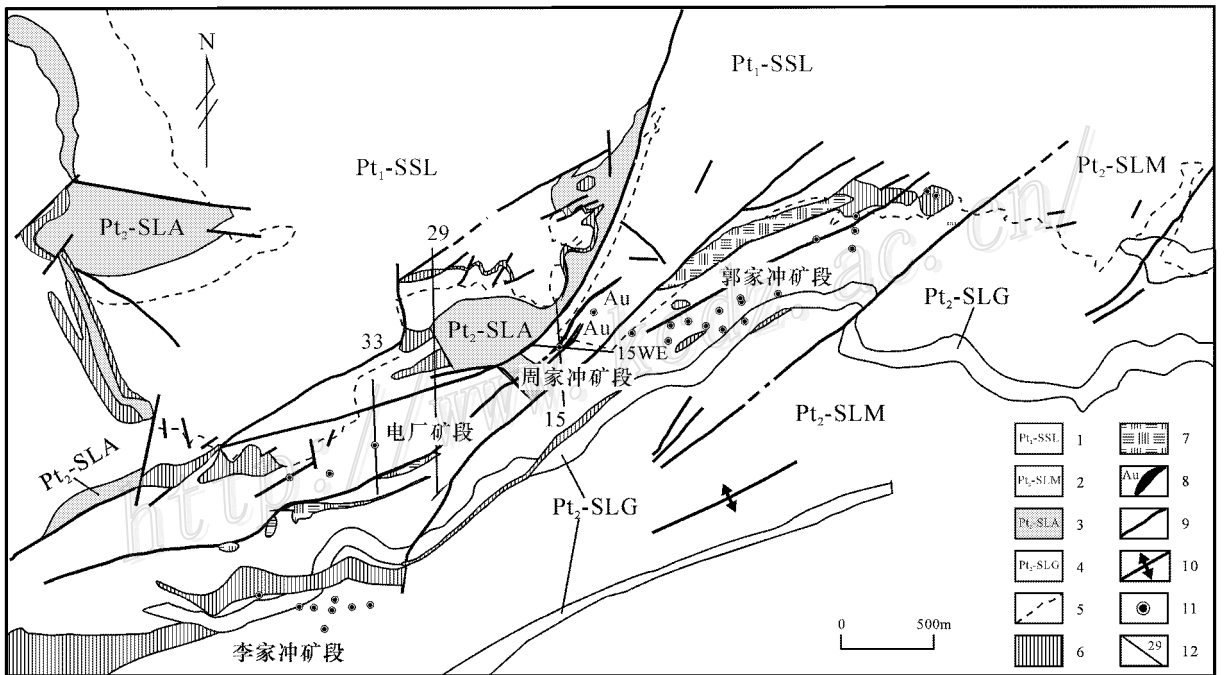 N
Pt₁-SSL
Pt₁-SSL
Pt₂-SLM
Pt₂-SLA
29
郭家冲矿段
Pt₂-SLG
Au
Pt₂-SLA
Au
33
15WE
周家冲矿段
15
Pt₂-SLM
电厂矿段
Pt₂-SLA
Pt₂-SLG
李家冲矿段
0 500m
Pt₁-SSL 1
Pt₂-SLM 2
Pt₂-SLA 3
Pt₂-SLG 4
5
6
7
Au 8
9
10
11
29 12